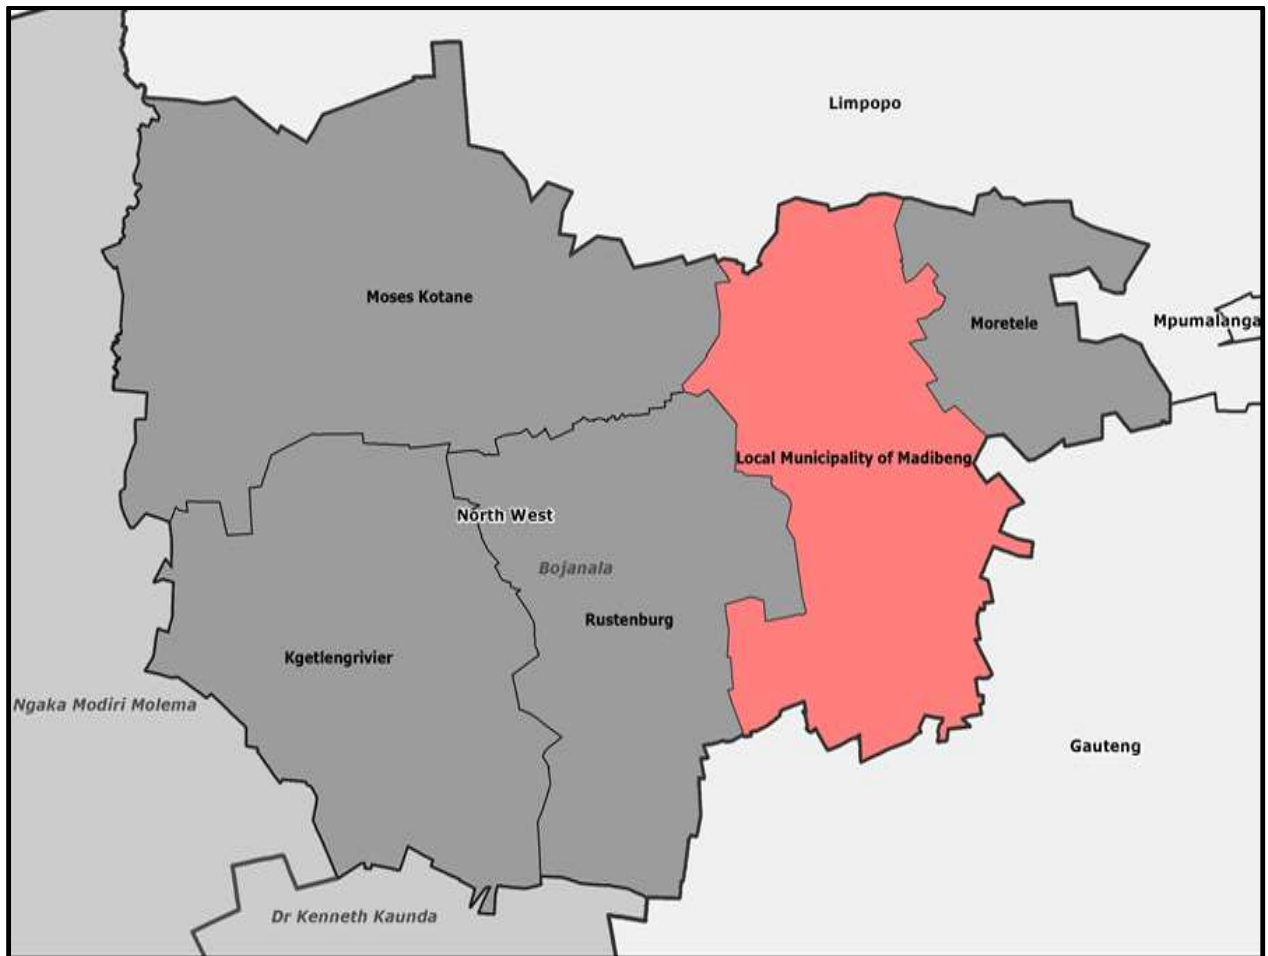 Limpopo
Moses Kotane
Moretele
Mpumalanga
Local Municipality of Madibeng
North West
Bojanala
Rustenburg
Kgetlengrivier
Ngaka Modiri Molema
Gauteng
Dr Kenneth Kaunda